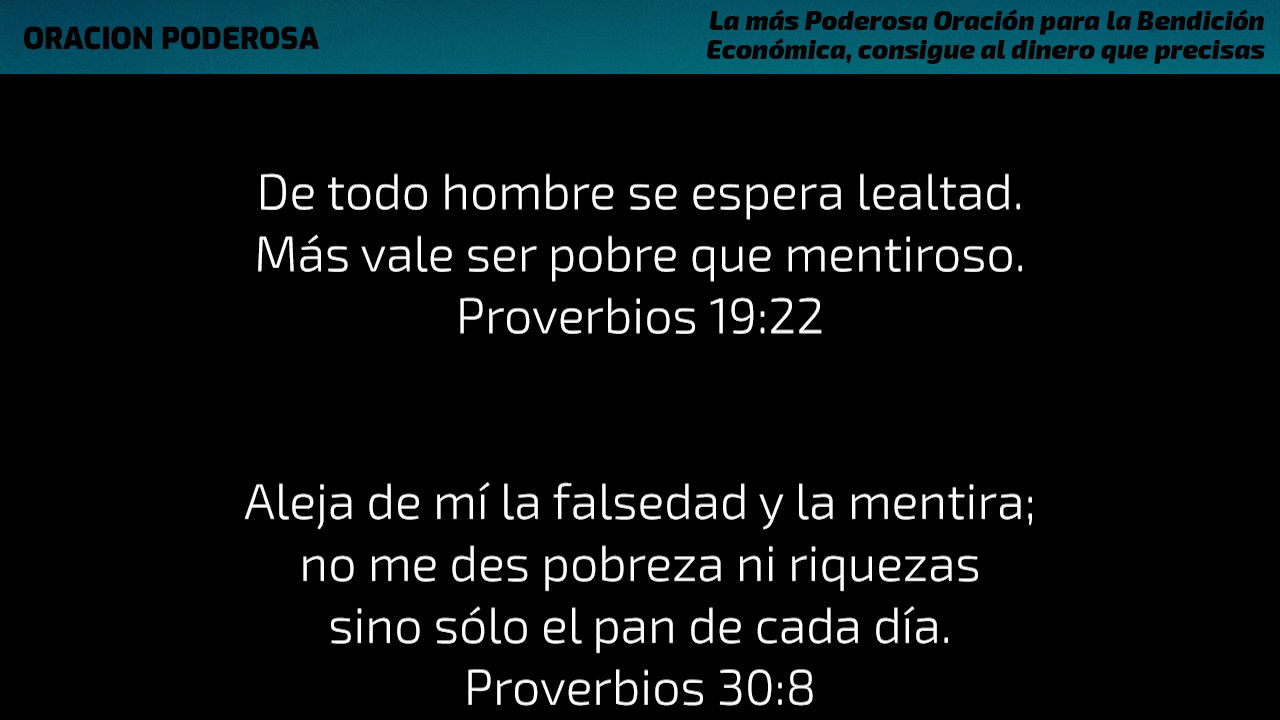 ORACION PODEROSA
La más Poderosa Oración para la Bendición
Económica, consigue al dinero que precisas
De todo hombre se espera lealtad.
Más vale ser pobre que mentiroso.
Proverbios 19:22
Aleja de mí la falsedad y la mentira;
no me des pobreza ni riquezas
sino sólo el pan de cada día.
Proverbios 30:8